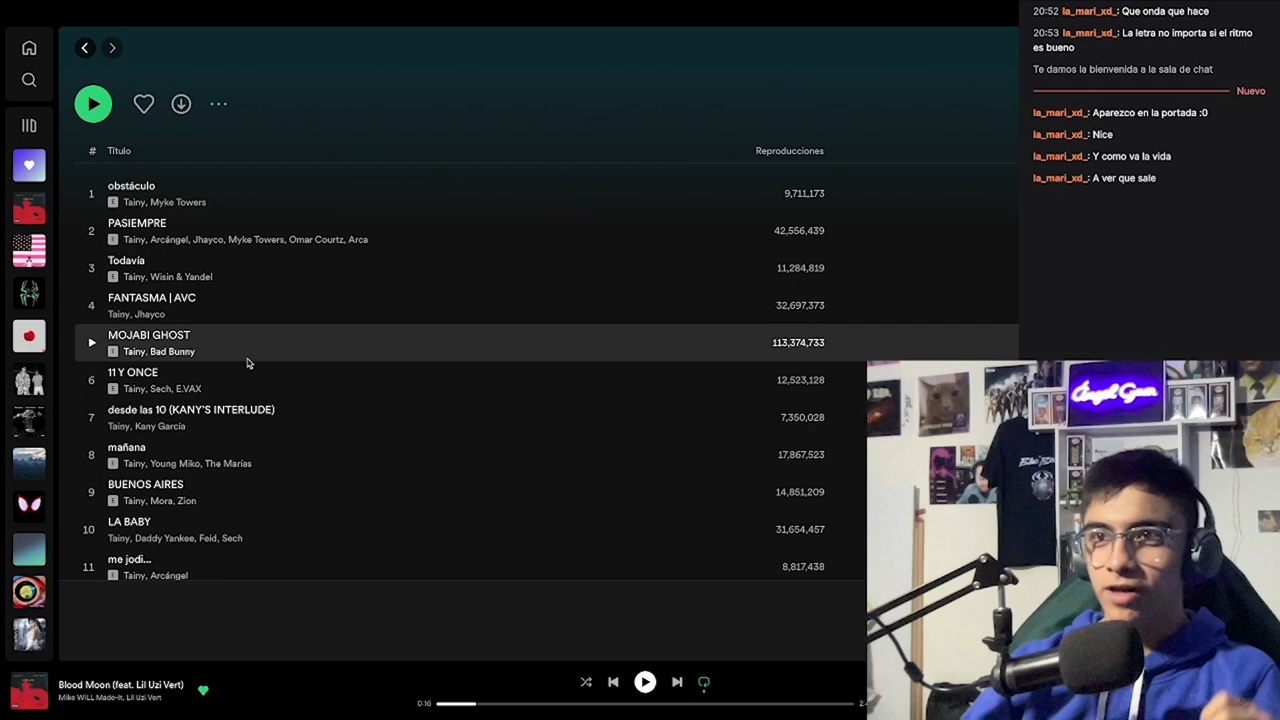 20:52 la_mari_xd_: Que onda que hace
20:53 la_mari_xd_: La letra no importa si el ritmo
es bueno
Te damos la bienvenida a la sala de chat
Nuevo
la_mari_xd_: Aparezco en la portada :0
la_mari_xd_: Nice
la_mari_xd_: Y como va la vida
la_mari_xd_: A ver que sale
# Título Reproducciones
1 obstáculo 9,711,173
E Tainy, Myke Towers
2 PASIEMPRE 42,556,439
E Tainy, Arcángel, Jhayco, Myke Towers, Omar Courtz, Arca
3 Todavía 11,284,819
E Tainy, Wisin & Yandel
4 FANTASMA | AVC 32,697,373
Tainy, Jhayco
MOJABI GHOST 113,374,733
E Tainy, Bad Bunny
6 11 Y ONCE 12,523,128
E Tainy, Sech, E.VAX
7 desde las 10 (KANY'S INTERLUDE) 7,350,028
Tainy, Kany García
8 mañana 17,867,523
E Tainy, Young Miko, The Marías
9 BUENOS AIRES 14,851,209
E Tainy, Mora, Zion
10 LA BABY 31,654,457
Tainy, Daddy Yankee, Feid, Sech
11 me jodi... 8,817,438
E Tainy, Arcángel
Blood Moon (feat. Lil Uzi Vert)
Mike WiLL Made-It, Lil Uzi Vert
0:16